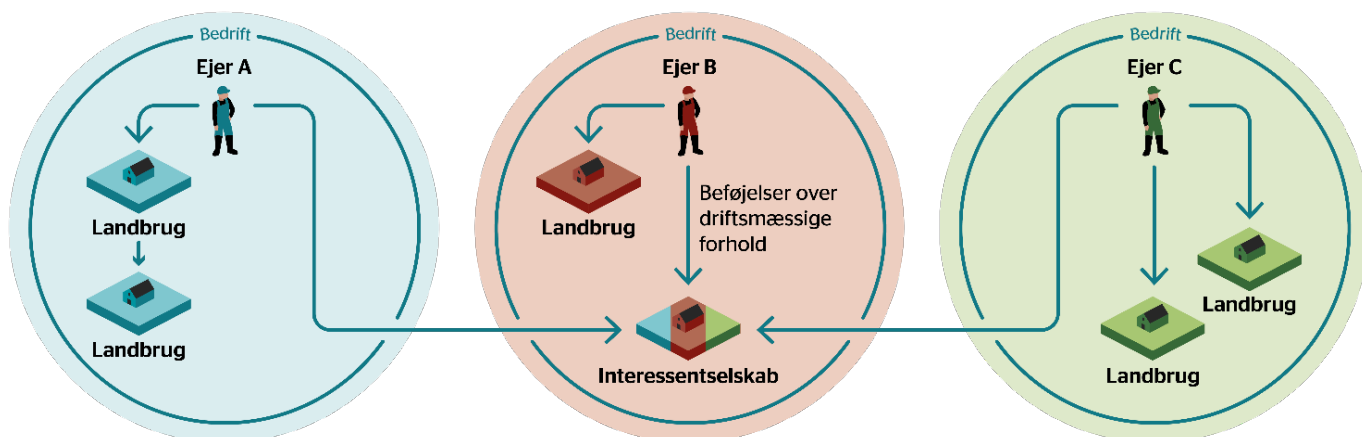 Bedrift
Ejer A
Landbrug
Landbrug
Bedrift
Ejer B
Landbrug
Beføjelser over
driftsmæssige
forhold
Interessentselskab
Bedrift
Ejer C
Landbrug
Landbrug